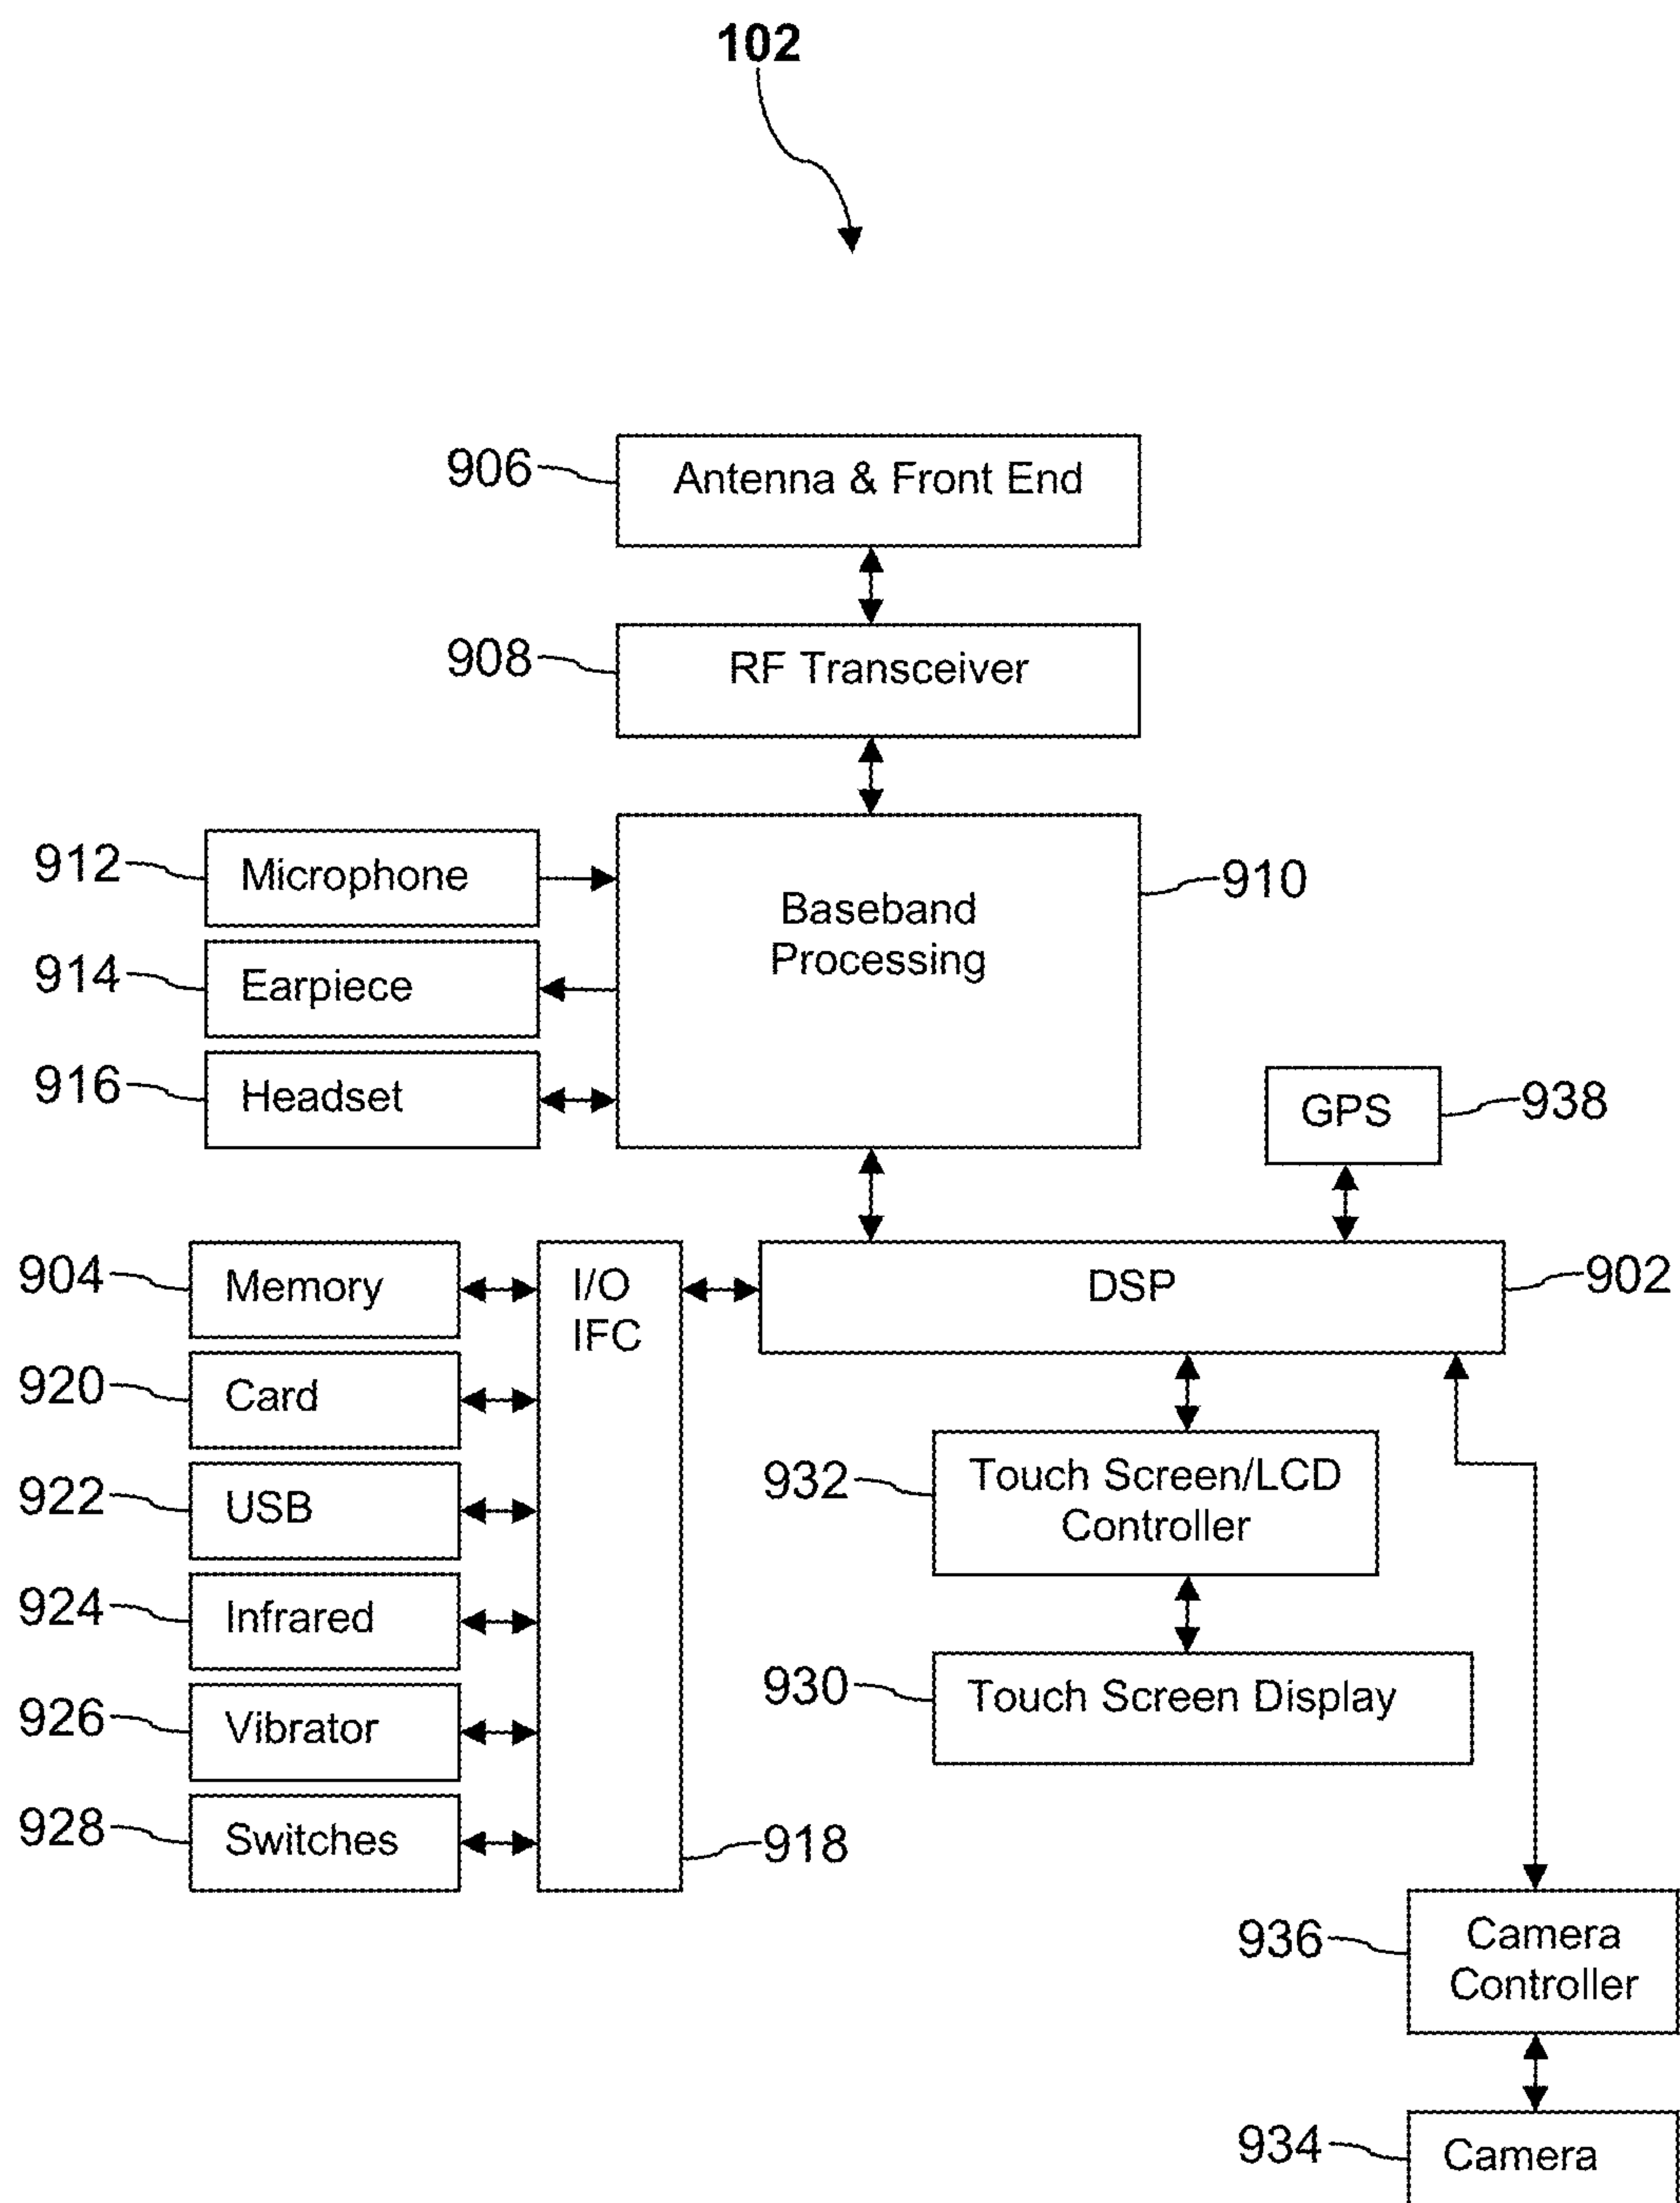 102
906
Antenna & Front End
908
RF Transceiver
912
Microphone
Baseband
Processing
910
914
Earpiece
916
Headset
GPS
938
904
Memory
I/O
IFC
DSP
902
920
Card
922
USB
932
Touch Screen/LCD
Controller
924
Infrared
926
Vibrator
930
Touch Screen Display
928
Switches
918
936
Camera
Controller
934
Camera